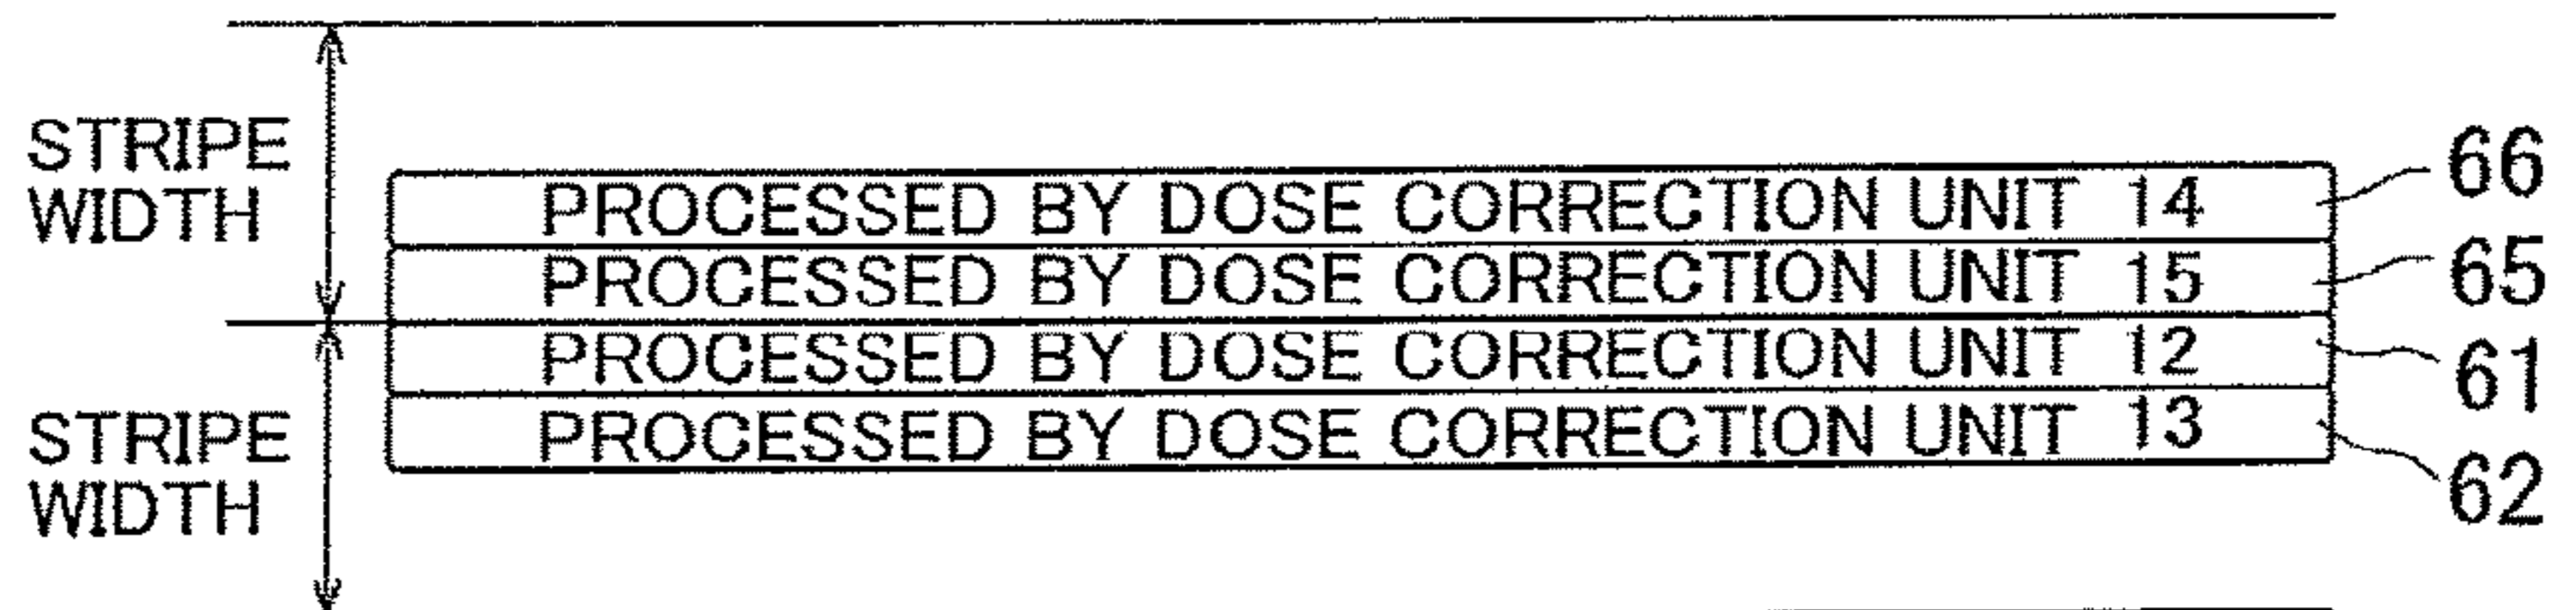 STRIPE
WIDTH
PROCESSED BY DOSE CORRECTION UNIT 14
66
PROCESSED BY DOSE CORRECTION UNIT 15
65
PROCESSED BY DOSE CORRECTION UNIT 12
61
PROCESSED BY DOSE CORRECTION UNIT 13
62
STRIPE
WIDTH